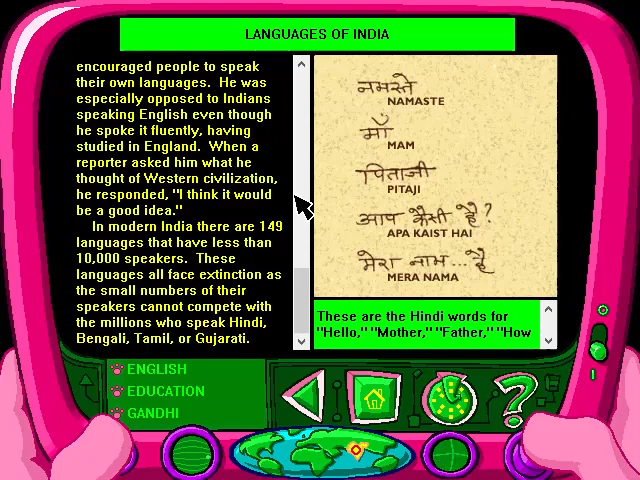 LANGUAGES OF INDIA
encouraged people to speak
their own languages.  He was
especially opposed to Indians
speaking English even though
he spoke it fluently, having
studied in England.  When a
reporter asked him what he
thought of Western civilization,
he responded, "I think it would
be a good idea."
In modern India there are 149
languages that have less than
10,000 speakers.  These
languages all face extinction as
the small numbers of their
speakers cannot compete with
the millions who speak Hindi,
Bengali, Tamil, or Gujarati.
नमस्ते
NAMASTE
माँ
MAM
पिताजी
PITAJI
आप कैसी है?
APA KAIST HAI
मेरा नाम...है
MERA NAMA
These are the Hindi words for
"Hello," "Mother," "Father," "How
ENGLISH
EDUCATION
GANDHI
?